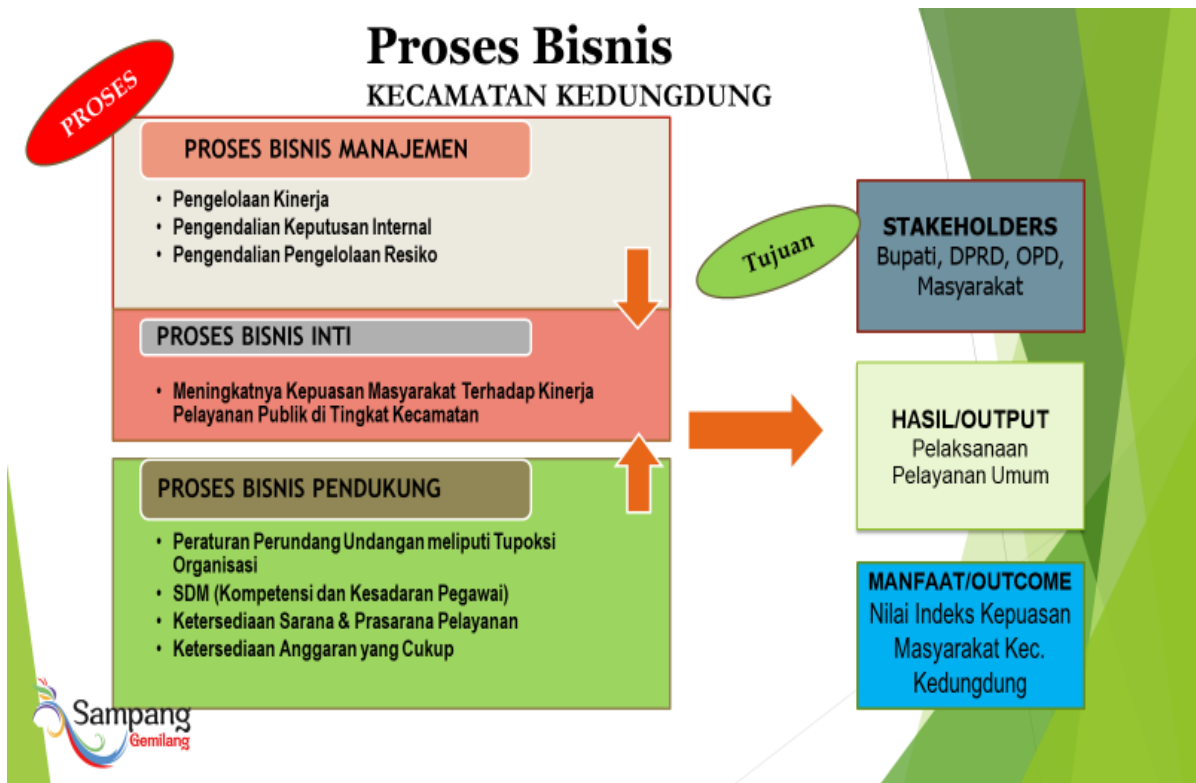 Proses Bisnis
KECAMATAN KEDUNGDUNG
PROSES
PROSES BISNIS MANAJEMEN
• Pengelolaan Kinerja
• Pengendalian Keputusan Internal
• Pengendalian Pengelolaan Resiko
PROSES BISNIS INTI
• Meningkatnya Kepuasan Masyarakat Terhadap Kinerja
Pelayanan Publik di Tingkat Kecamatan
PROSES BISNIS PENDUKUNG
• Peraturan Perundang Undangan meliputi Tupoksi
Organisasi
• SDM (Kompetensi dan Kesadaran Pegawai)
• Ketersediaan Sarana & Prasarana Pelayanan
• Ketersediaan Anggaran yang Cukup
Tujuan
STAKEHOLDERS
Bupati, DPRD, OPD,
Masyarakat
HASIL/OUTPUT
Pelaksanaan
Pelayanan Umum
MANFAAT/OUTCOME
Nilai Indeks Kepuasan
Masyarakat Kec.
Kedungdung
Sampang
Gemilang